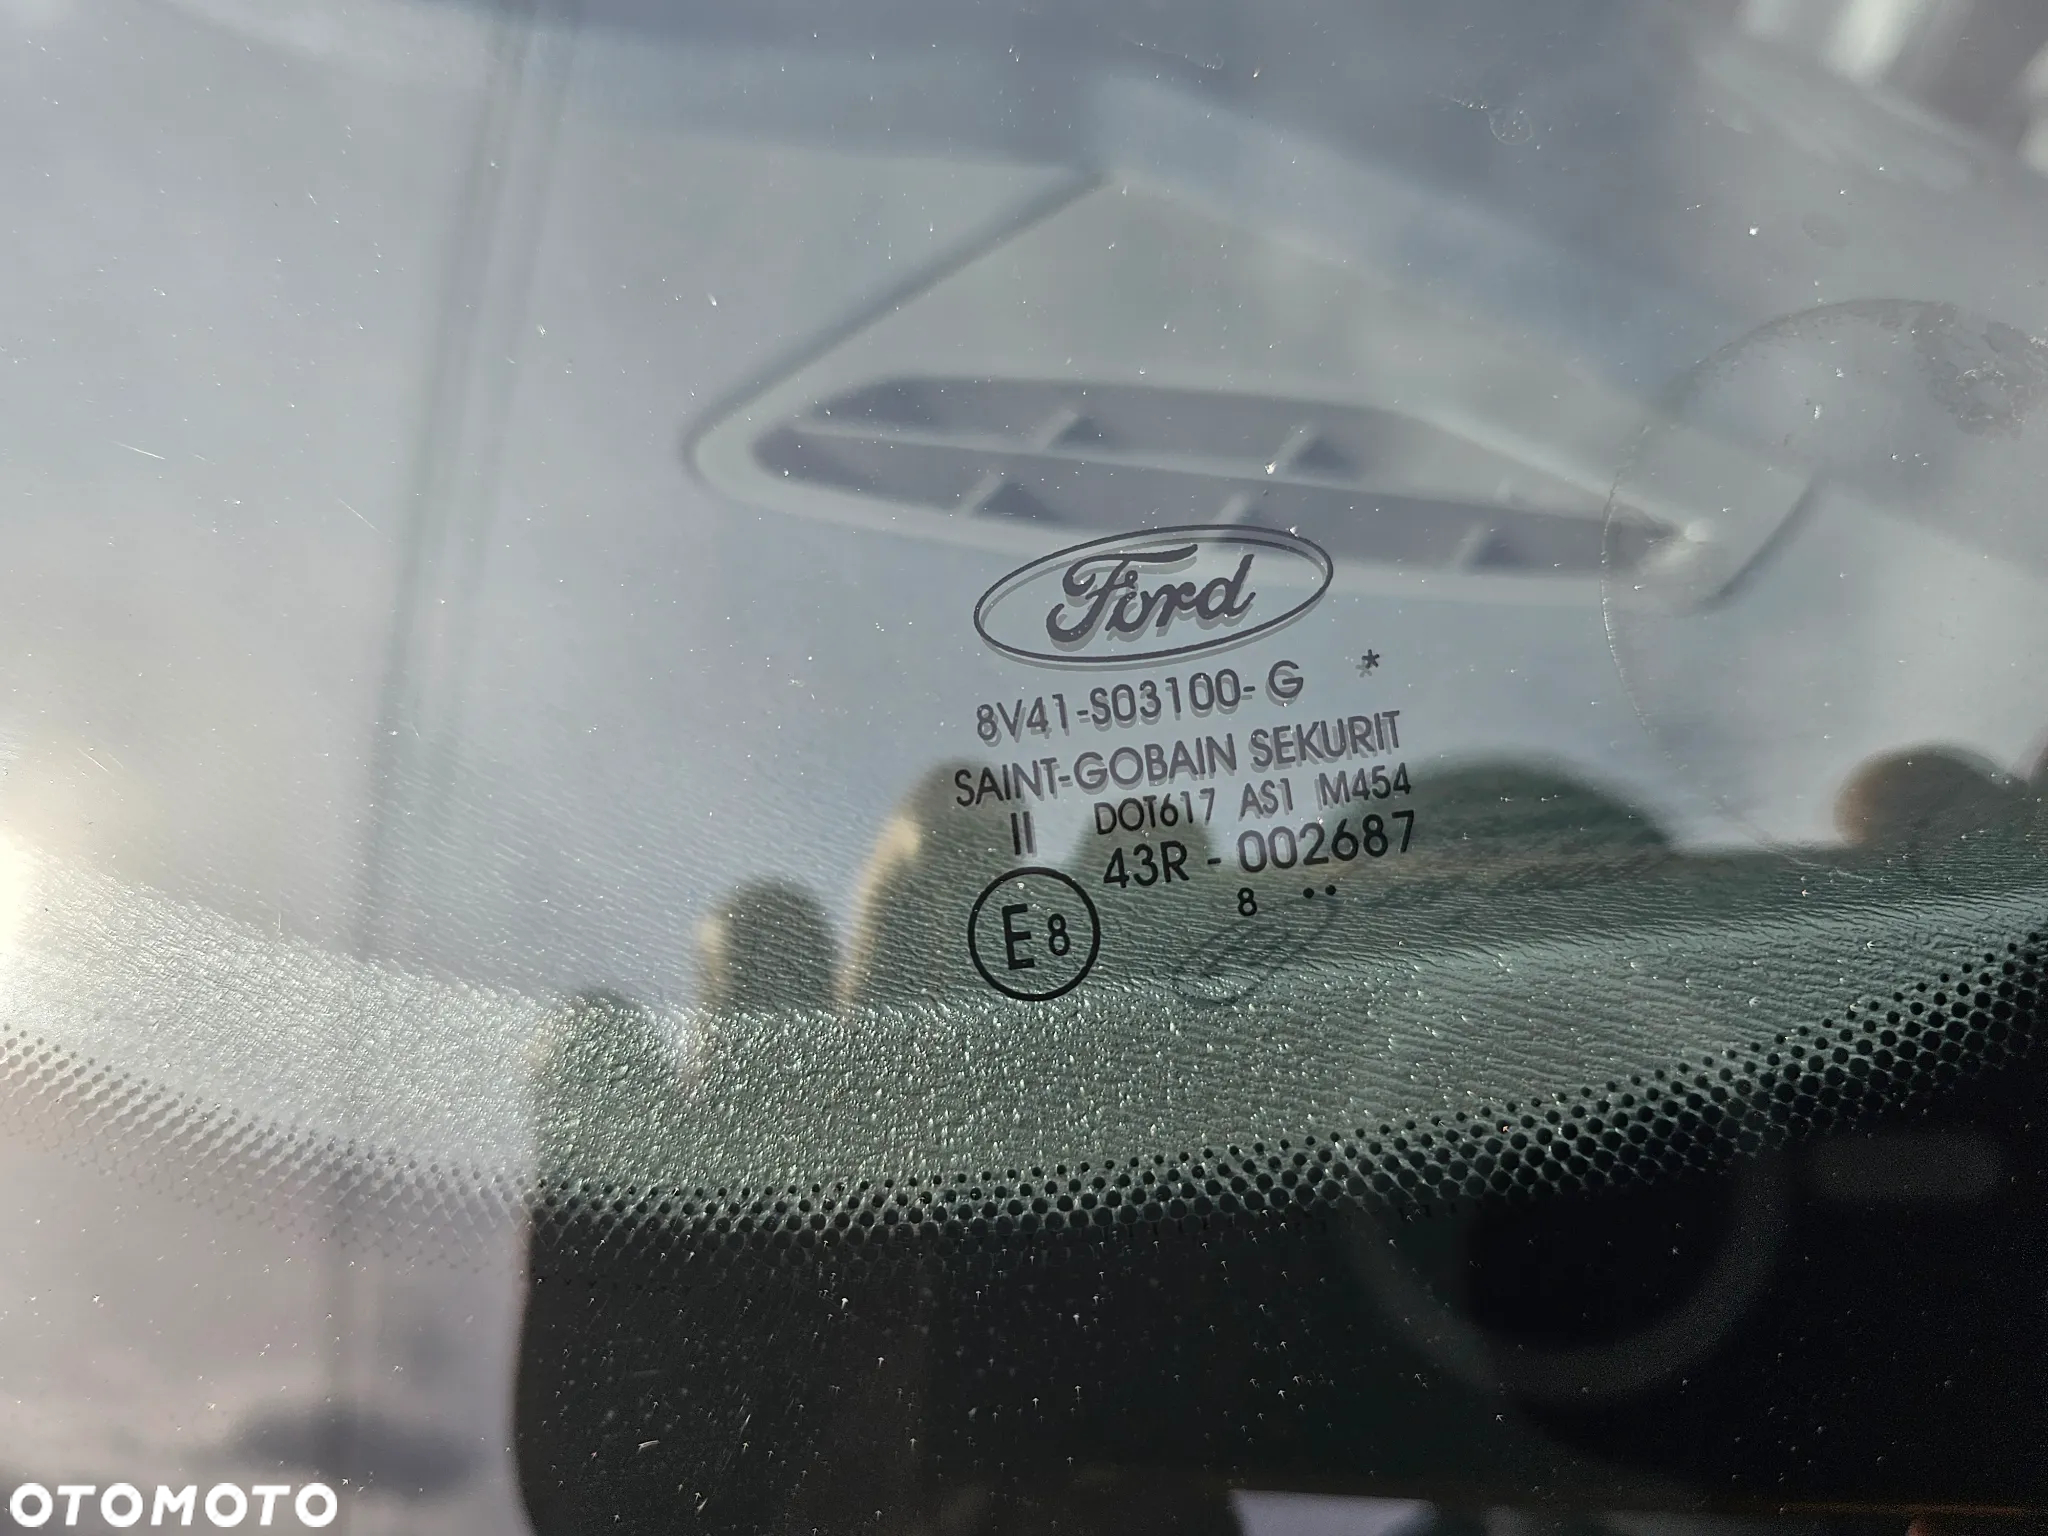 Ford
8V41-S03100-G *
SAINT-GOBAIN SEKURIT
II DOT617 AS1 M454
43R - 002687
E8 8 ••
OTOMOTO